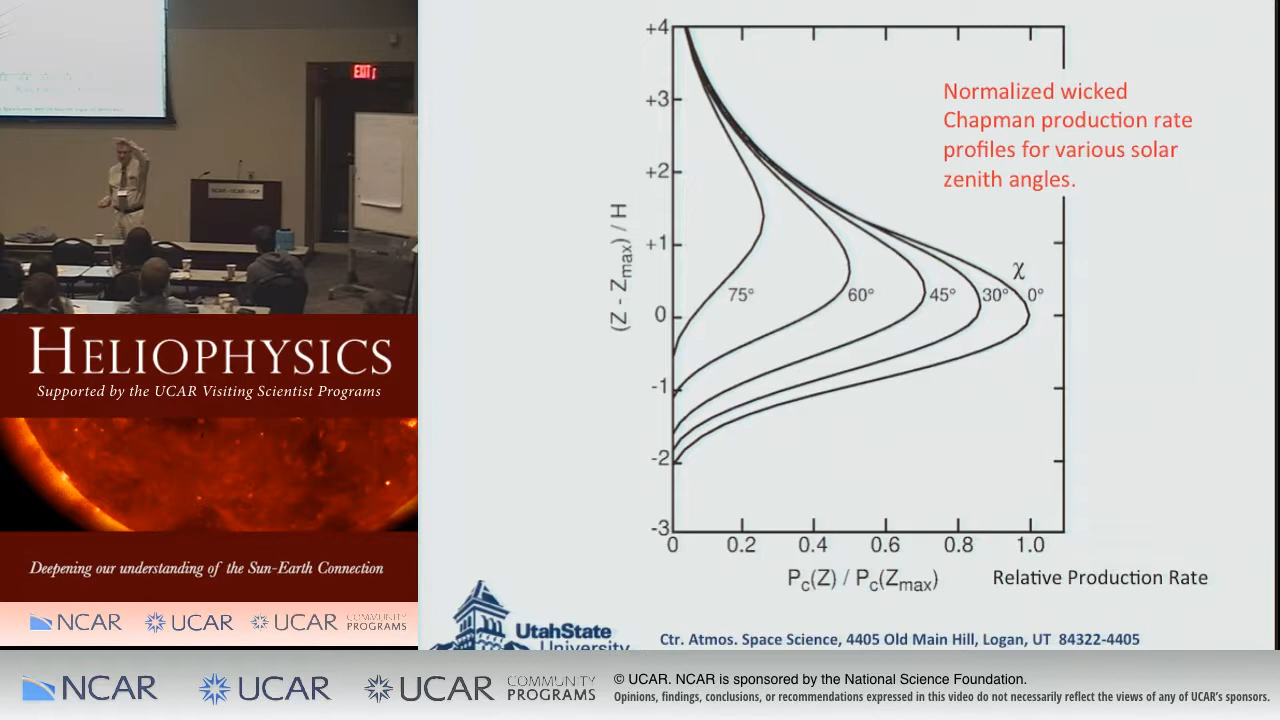 EXIT
NCAR • UCAR • UCP
HELIOPHYSICS
Supported by the UCAR Visiting Scientist Programs
Deepening our understanding of the Sun-Earth Connection
NCAR
UCAR
UCAR
COMMUNITY
PROGRAMS
+4
+3
+2
+1
0
-1
-2
-3
(Z - Zmax) / H
Normalized wicked
Chapman production rate
profiles for various solar
zenith angles.
χ
75°
60°
45°
30°
0°
0
0.2
0.4
0.6
0.8
1.0
Pc(Z) / Pc(Zmax)
Relative Production Rate
UtahState
University
Ctr. Atmos. Space Science, 4405 Old Main Hill, Logan, UT 84322-4405
NCAR
UCAR
UCAR
COMMUNITY
PROGRAMS
© UCAR. NCAR is sponsored by the National Science Foundation.
Opinions, findings, conclusions, or recommendations expressed in this video do not necessarily reflect the views of any of UCAR's sponsors.